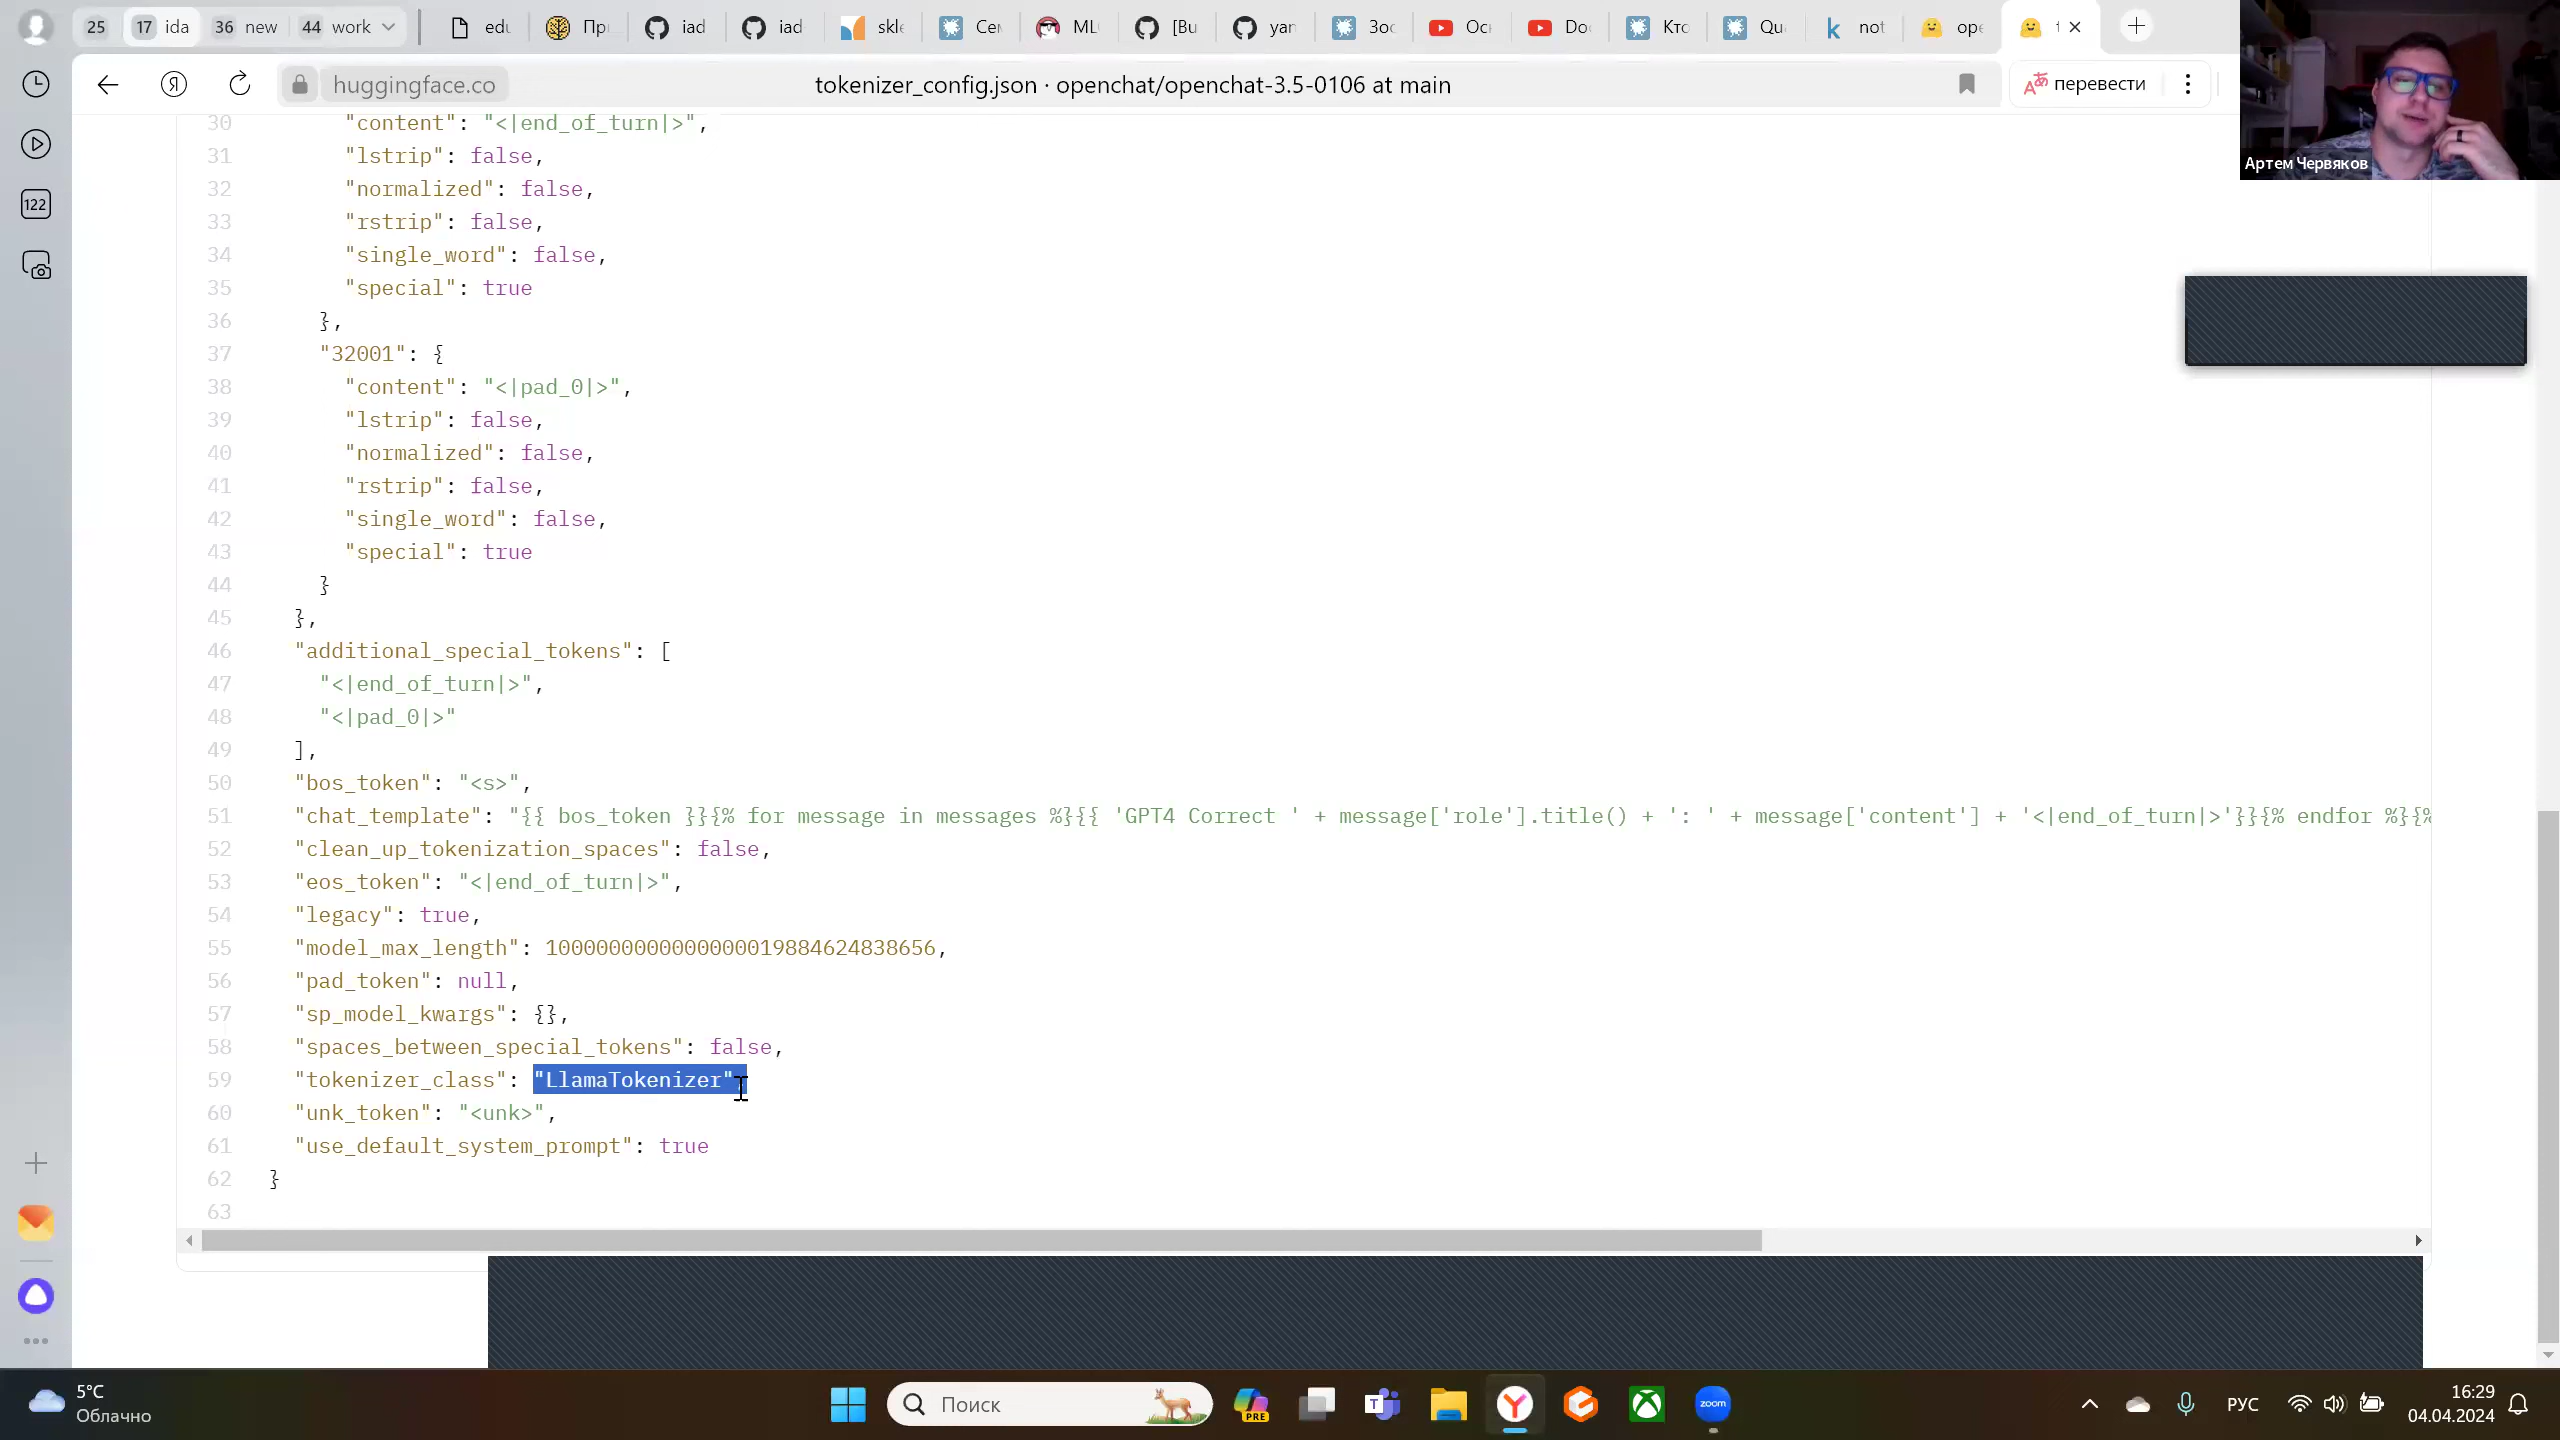 25
17 ida
36 new
44 work
edu
Пр
iad
iad
skle
Сем
ML
[Bu
yan
Зос
Ос
Do
Кто
Qu
not
ope
t
huggingface.co
tokenizer_config.json · openchat/openchat-3.5-0106 at main
перевести
Артем Червяков
122
30 "content": "<|end_of_turn|>",
31 "lstrip": false,
32 "normalized": false,
33 "rstrip": false,
34 "single_word": false,
35 "special": true
36 },
37 "32001": {
38 "content": "<|pad_0|>",
39 "lstrip": false,
40 "normalized": false,
41 "rstrip": false,
42 "single_word": false,
43 "special": true
44 }
45 },
46 "additional_special_tokens": [
47 "<|end_of_turn|>",
48 "<|pad_0|>"
49 ],
50 "bos_token": "<s>",
51 "chat_template": "{{ bos_token }}{% for message in messages %}{{ 'GPT4 Correct ' + message['role'].title() + ': ' + message['content'] + '<|end_of_turn|>'}}{% endfor %}{%
52 "clean_up_tokenization_spaces": false,
53 "eos_token": "<|end_of_turn|>",
54 "legacy": true,
55 "model_max_length": 1000000000000000019884624838656,
56 "pad_token": null,
57 "sp_model_kwargs": {},
58 "spaces_between_special_tokens": false,
59 "tokenizer_class": "LlamaTokenizer",
60 "unk_token": "<unk>",
61 "use_default_system_prompt": true
62 }
63
5°C
Облачно
Поиск
PRE
zoom
РУС
16:29
04.04.2024